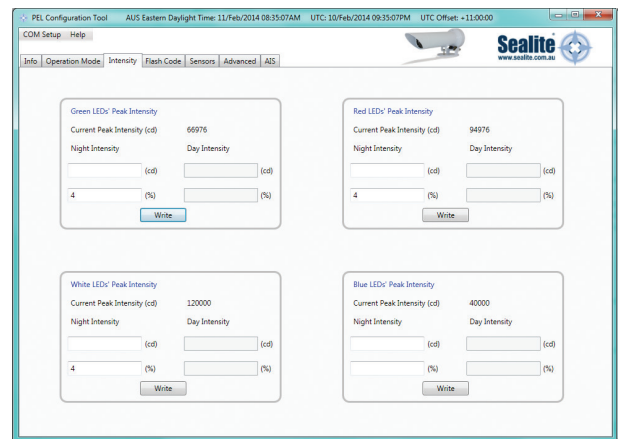 PEL Configuration Tool AUS Eastern Daylight Time: 11/Feb/2014 08:35:07AM UTC: 10/Feb/2014 09:35:07PM UTC Offset: +11:00:00
COM Setup Help
Sealite
www.sealite.com.au
Info Operation Mode Intensity Flash Code Sensors Advanced AIS
Green LEDs' Peak Intensity
Current Peak Intensity (cd) 66976
Night Intensity Day Intensity
(cd) (cd)
4 (%) (%)
Write
Red LEDs' Peak Intensity
Current Peak Intensity (cd) 94976
Night Intensity Day Intensity
(cd) (cd)
4 (%) (%)
Write
White LEDs' Peak Intensity
Current Peak Intensity (cd) 120000
Night Intensity Day Intensity
(cd) (cd)
4 (%) (%)
Write
Blue LEDs' Peak Intensity
Current Peak Intensity (cd) 40000
Night Intensity Day Intensity
(cd) (cd)
(%) (%)
Write